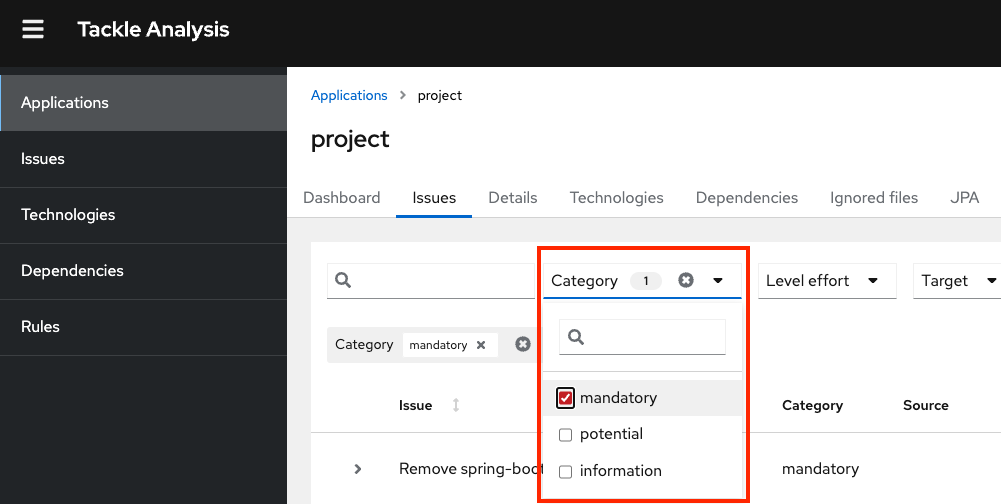 Tackle Analysis
Applications
Issues
Technologies
Dependencies
Rules
Applications > project
project
Dashboard Issues Details Technologies Dependencies Ignored files JPA
Category 1 Level effort Target
Category mandatory
mandatory
potential
information
Issue Category Source
Remove spring-boot mandatory